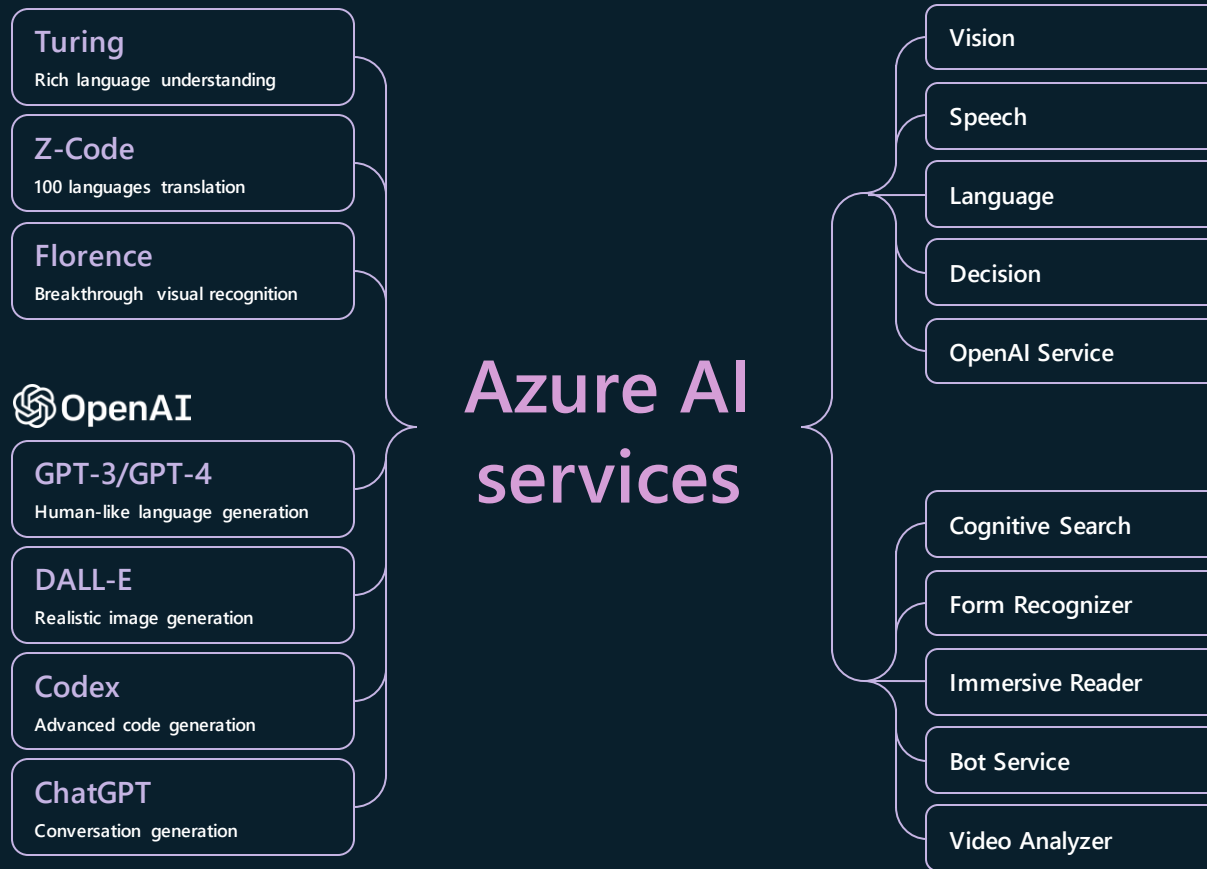 Turing
Rich language understanding
Z-Code
100 languages translation
Florence
Breakthrough visual recognition
OpenAI
GPT-3/GPT-4
Human-like language generation
DALL-E
Realistic image generation
Codex
Advanced code generation
ChatGPT
Conversation generation
Azure AI
services
Vision
Speech
Language
Decision
OpenAI Service
Cognitive Search
Form Recognizer
Immersive Reader
Bot Service
Video Analyzer